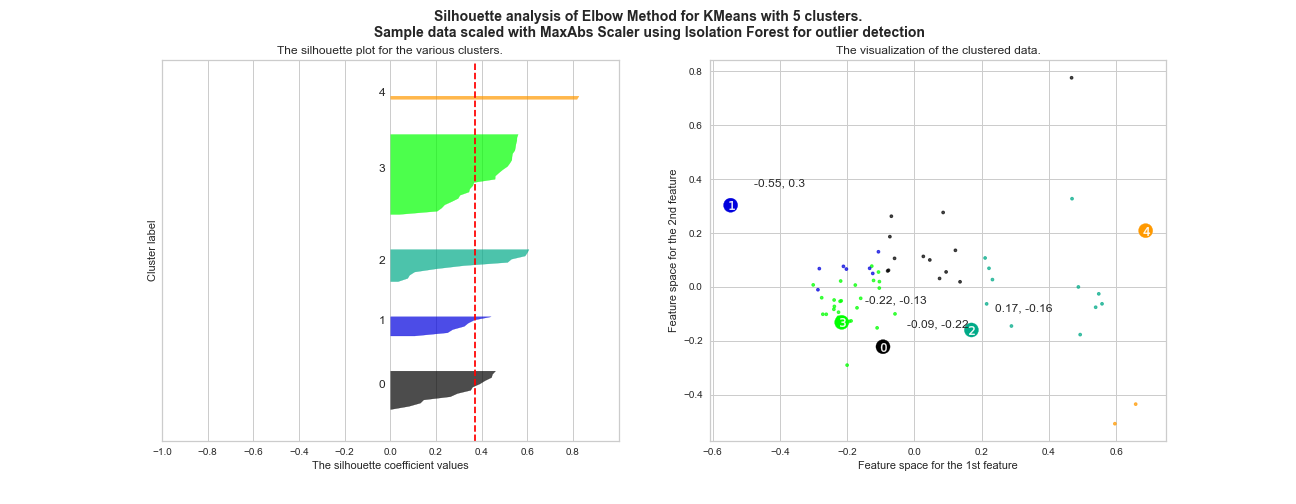 Silhouette analysis of Elbow Method for KMeans with 5 clusters.
Sample data scaled with MaxAbs Scaler using Isolation Forest for outlier detection
The silhouette plot for the various clusters.
4
3
2
1
0
Cluster label
−1.0 −0.8 −0.6 −0.4 −0.2 0.0 0.2 0.4 0.6 0.8
The silhouette coefficient values
The visualization of the clustered data.
0.8
0.6
0.4
0.2
0.0
−0.2
−0.4
Feature space for the 2nd feature
-0.55, 0.3
1
4
-0.22, -0.13
0.17, -0.16
3
-0.09, -0.22
2
0
−0.6 −0.4 −0.2 0.0 0.2 0.4 0.6
Feature space for the 1st feature